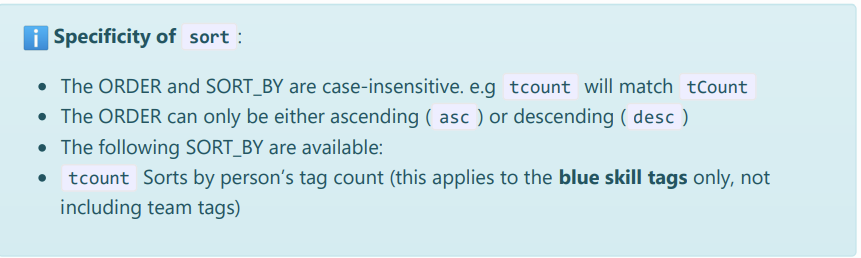 Specificity of sort:
The ORDER and SORT_BY are case-insensitive. e.g tcount will match tCount
The ORDER can only be either ascending ( asc ) or descending ( desc )
The following SORT_BY are available:
tcount Sorts by person’s tag count (this applies to the blue skill tags only, not
including team tags)